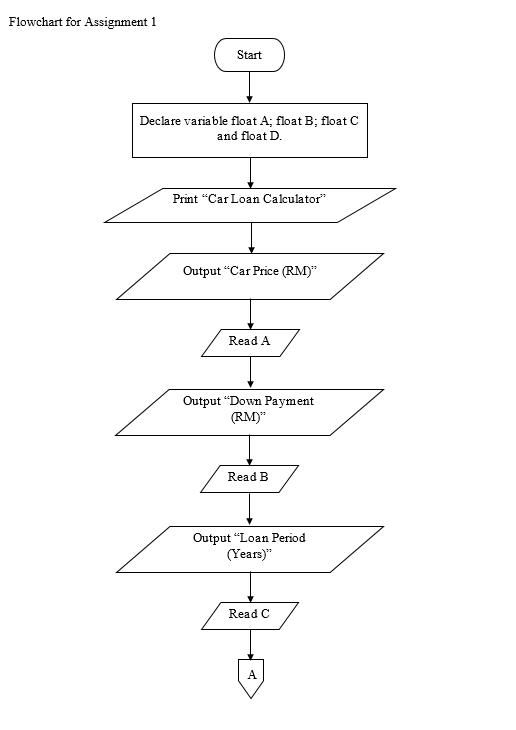 Flowchart for Assignment 1
Start
Declare variable float A; float B; float C
and float D.
Print “Car Loan Calculator”
Output “Car Price (RM)”
Read A
Output “Down Payment
(RM)”
Read B
Output “Loan Period
(Years)”
Read C
A